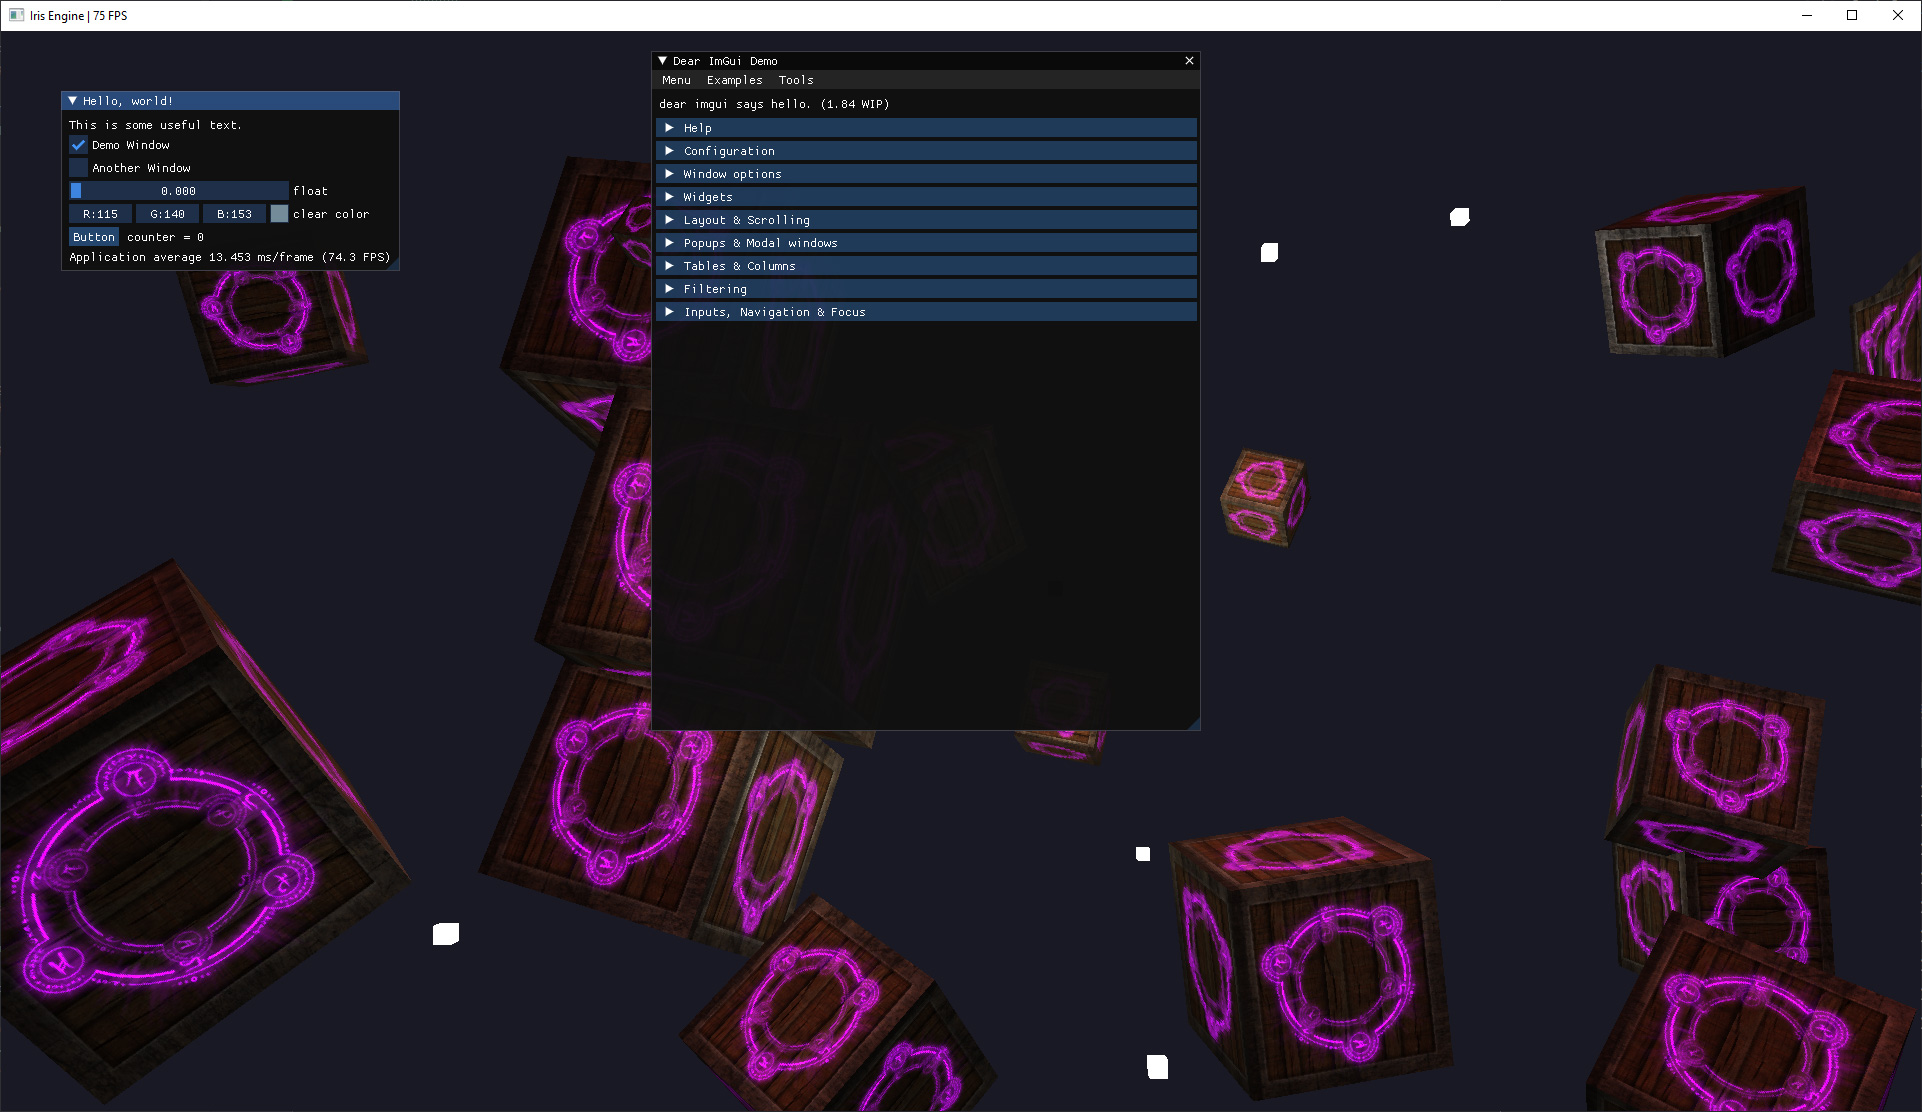 Iris Engine | 75 FPS
Hello, world!
This is some useful text.
Demo Window
Another Window
0.000 float
R:115 G:140 B:153 clear color
Button counter = 0
Application average 13.453 ms/frame (74.3 FPS)
Dear ImGui Demo
Menu Examples Tools
dear imgui says hello. (1.84 WIP)
Help
Configuration
Window options
Widgets
Layout & Scrolling
Popups & Modal windows
Tables & Columns
Filtering
Inputs, Navigation & Focus